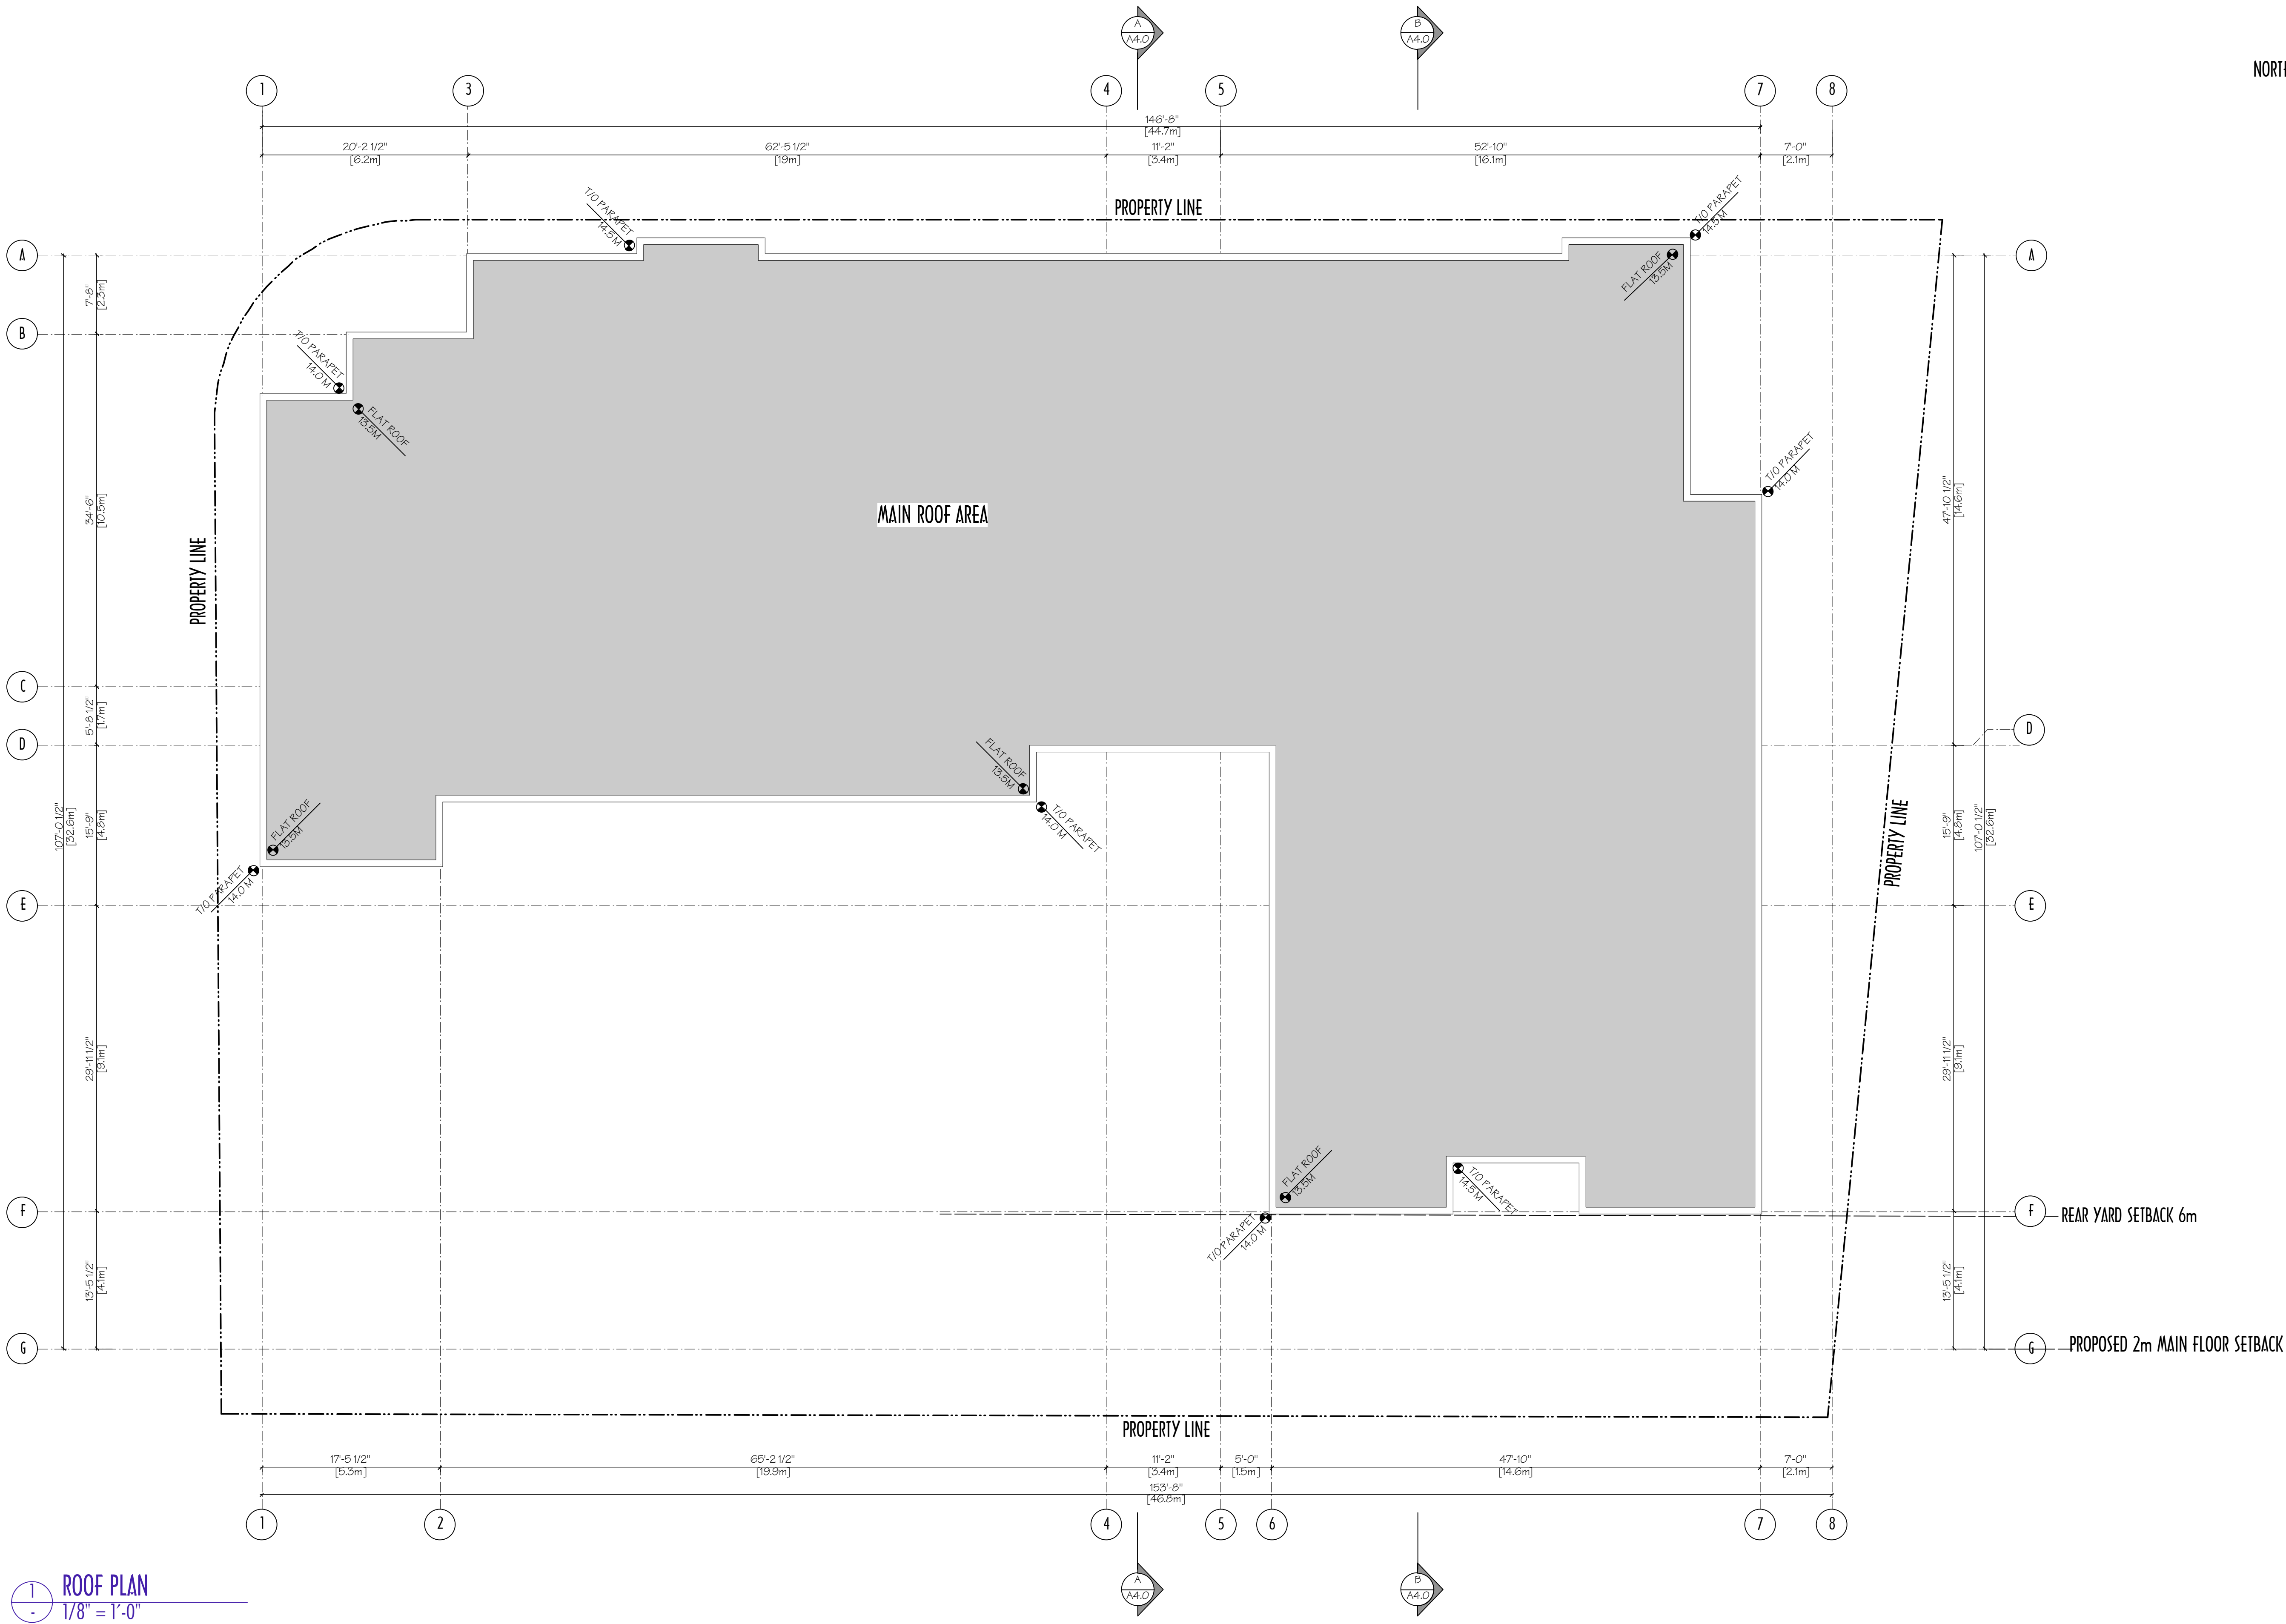 A
A4.0
B
A4.0
1
3
4
5
7
8
146'-8"
[44.7m]
20'-2 1/2"
[6.2m]
62'-5 1/2"
[19m]
11'-2"
[3.4m]
52'-10"
[16.1m]
7'-0"
[2.1m]
PROPERTY LINE
T/O PARAPET
14.5 M
T/O PARAPET
14.5 M
A
A
FLAT ROOF
13.5M
7'-8"
[2.3m]
B
T/O PARAPET
14.0 M
FLAT ROOF
13.5M
T/O PARAPET
14.0 M
34'-6"
[10.5m]
MAIN ROOF AREA
47'-10 1/2"
[14.6m]
PROPERTY LINE
C
5'-8 1/2"
[1.7m]
D
D
FLAT ROOF
13.5M
T/O PARAPET
14.0 M
FLAT ROOF
13.5M
T/O PARAPET
14.0 M
107'-0 1/2"
[32.6m]
15'-9"
[4.8m]
15'-9"
[4.8m]
107'-0 1/2"
[32.6m]
PROPERTY LINE
E
E
29'-11 1/2"
[9.1m]
29'-11 1/2"
[9.1m]
FLAT ROOF
13.5M
T/O PARAPET
14.5 M
T/O PARAPET
14.0 M
F
F
REAR YARD SETBACK 6m
13'-5 1/2"
[4.1m]
13'-5 1/2"
[4.1m]
G
G
PROPOSED 2m MAIN FLOOR SETBACK
PROPERTY LINE
17'-5 1/2"
[5.3m]
65'-2 1/2"
[19.9m]
11'-2"
[3.4m]
5'-0"
[1.5m]
47'-10"
[14.6m]
7'-0"
[2.1m]
153'-8"
[46.8m]
1
2
4
5
6
7
8
A
A4.0
B
A4.0
1
-
ROOF PLAN
1/8" = 1'-0"